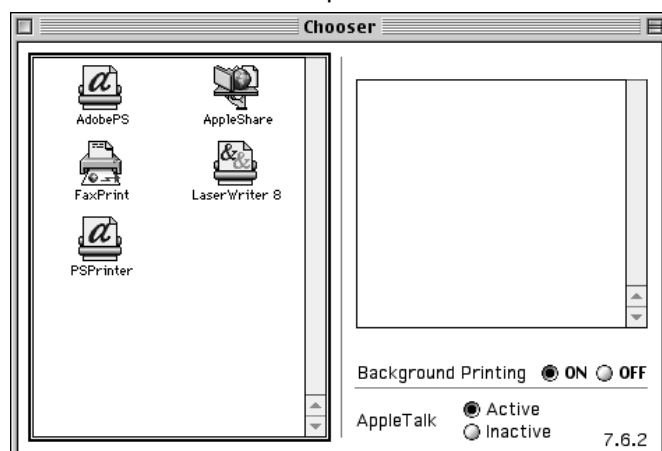 Chooser
AdobePS
AppleShare
FaxPrint
LaserWriter 8
PSPrinter
Background Printing ON OFF
AppleTalk
Active
Inactive
7.6.2